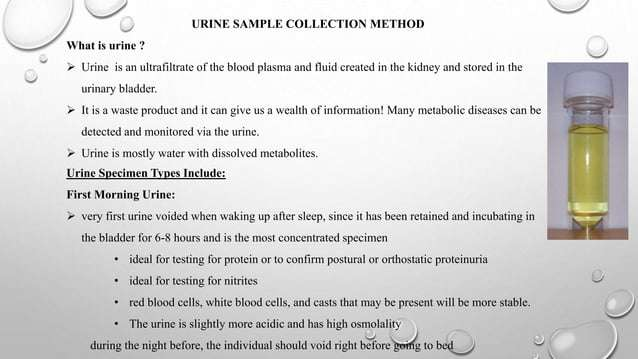 URINE SAMPLE COLLECTION METHOD
What is urine ?
➢ Urine is an ultrafiltrate of the blood plasma and fluid created in the kidney and stored in the
urinary bladder.
➢ It is a waste product and it can give us a wealth of information! Many metabolic diseases can be
detected and monitored via the urine.
➢ Urine is mostly water with dissolved metabolites.
Urine Specimen Types Include:
First Morning Urine:
➢ very first urine voided when waking up after sleep, since it has been retained and incubating in
the bladder for 6-8 hours and is the most concentrated specimen
• ideal for testing for protein or to confirm postural or orthostatic proteinuria
• ideal for testing for nitrites
• red blood cells, white blood cells, and casts that may be present will be more stable.
• The urine is slightly more acidic and has high osmolality
during the night before, the individual should void right before going to bed